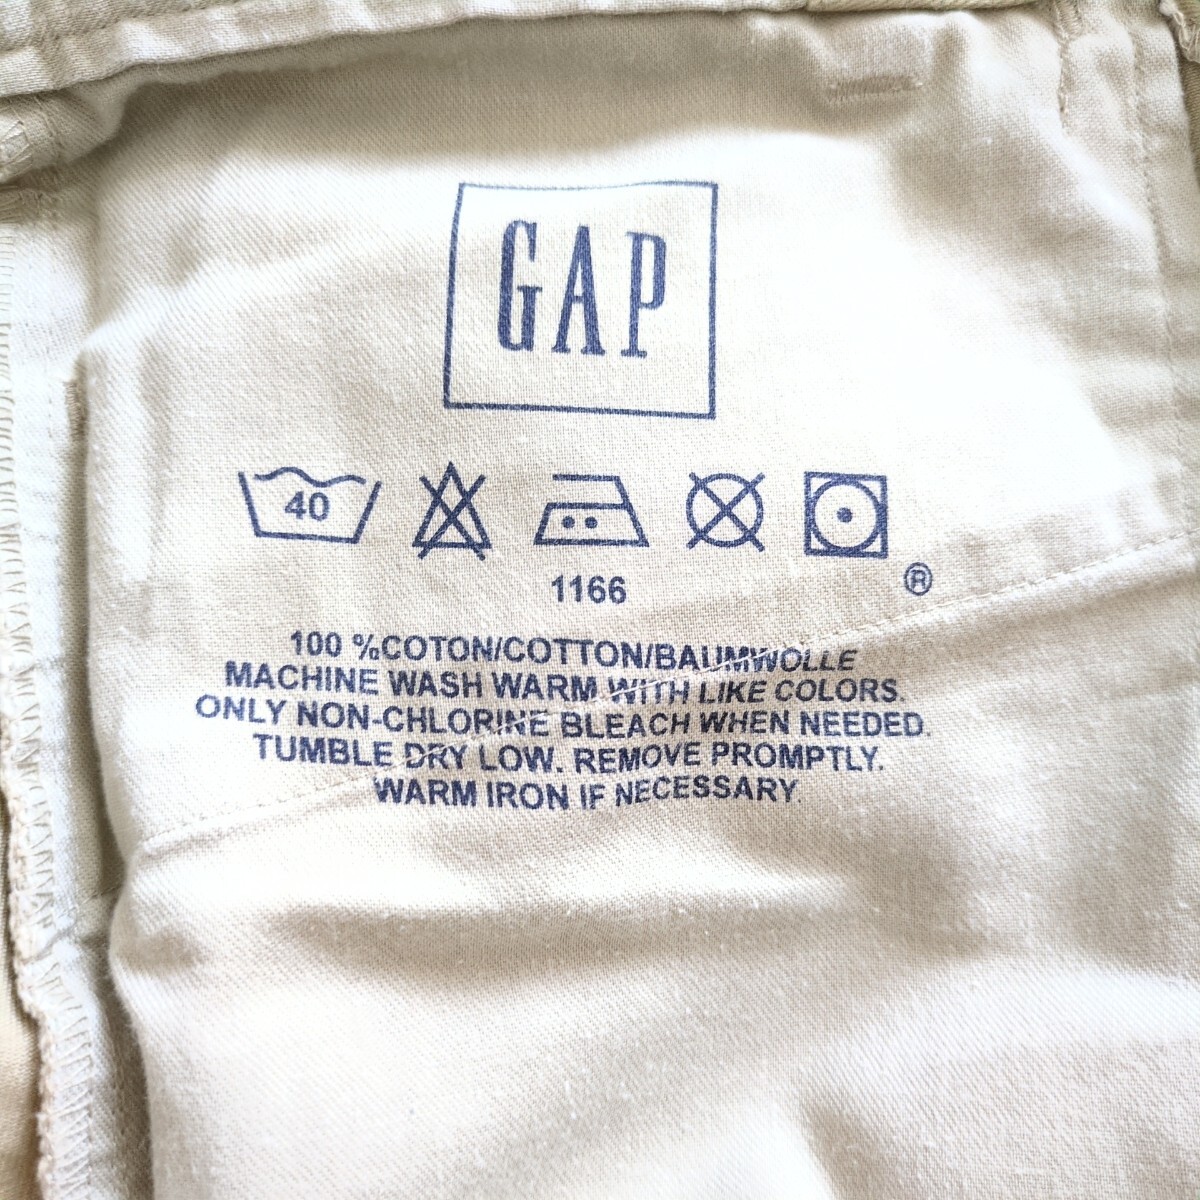 GAP
40
1166
®
100 %COTON/COTTON/BAUMWOLLE
MACHINE WASH WARM WITH LIKE COLORS.
ONLY NON-CHLORINE BLEACH WHEN NEEDED.
TUMBLE DRY LOW. REMOVE PROMPTLY.
WARM IRON IF NECESSARY.